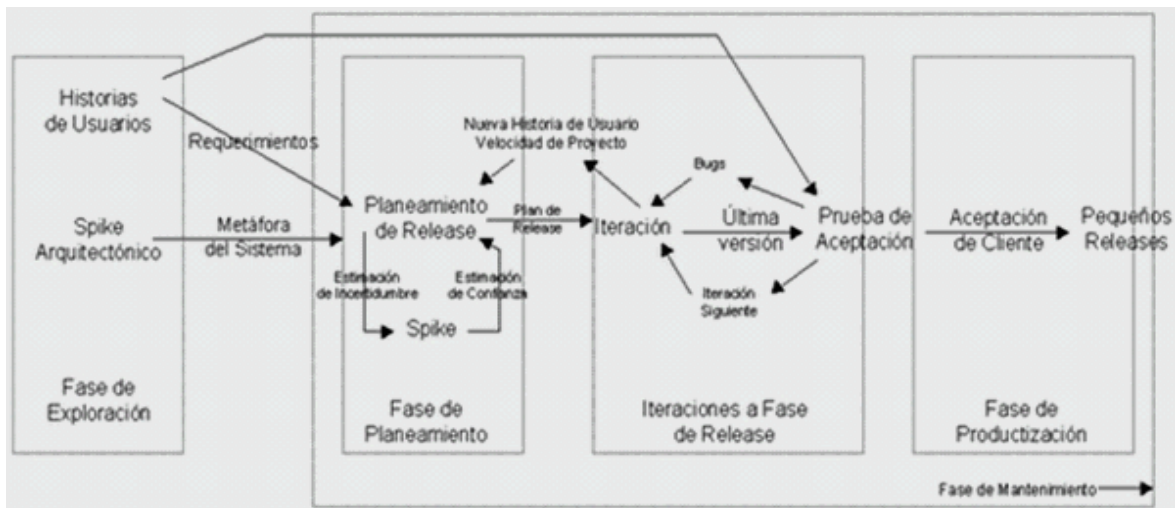 Historias
de Usuarios
Requerimientos
Spike
Arquitectónico
Metáfora
del Sistema
Fase de
Exploración
Nueva Historia de Usuario
Velocidad de Proyecto
Planeamiento
de Release
Plan de
Release
Estimación
de Incertidumbre
Estimación
de Confianza
Spike
Fase de
Planeamiento
Bugs
Iteración
Última
versión
Prueba de
Aceptación
Iteración
Siguiente
Iteraciones a Fase
de Release
Aceptación
de Cliente
Pequeños
Releases
Fase de
Productización
Fase de Mantenimiento